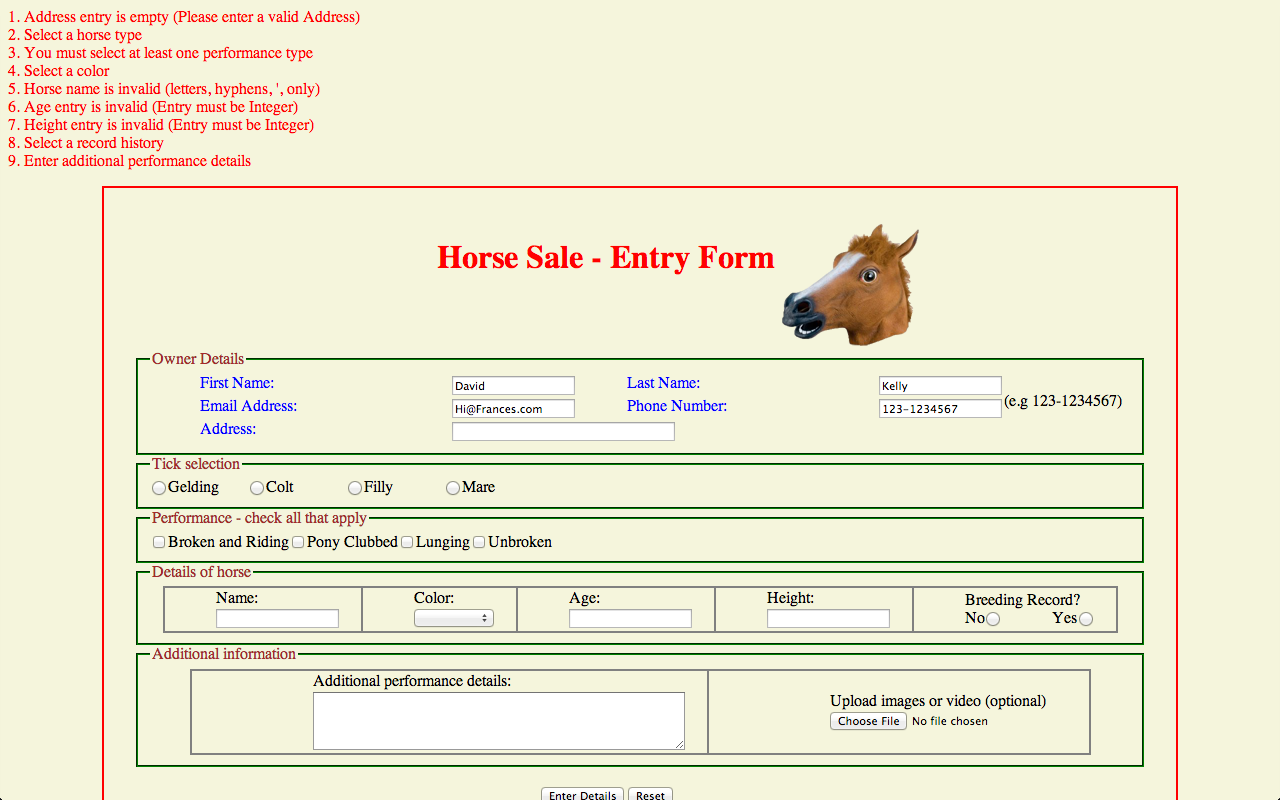 1. Address entry is empty (Please enter a valid Address)
2. Select a horse type
3. You must select at least one performance type
4. Select a color
5. Horse name is invalid (letters, hyphens, ', only)
6. Age entry is invalid (Entry must be Integer)
7. Height entry is invalid (Entry must be Integer)
8. Select a record history
9. Enter additional performance details
Horse Sale - Entry Form
Owner Details
First Name: David Last Name: Kelly
Email Address: Hi@Frances.com Phone Number: 123-1234567 (e.g 123-1234567)
Address:
Tick selection
Gelding Colt Filly Mare
Performance - check all that apply
Broken and Riding Pony Clubbed Lunging Unbroken
Details of horse
Name: Color: Age: Height: Breeding Record?
No Yes
Additional information
Additional performance details:
Upload images or video (optional)
Choose File No file chosen
Enter Details Reset